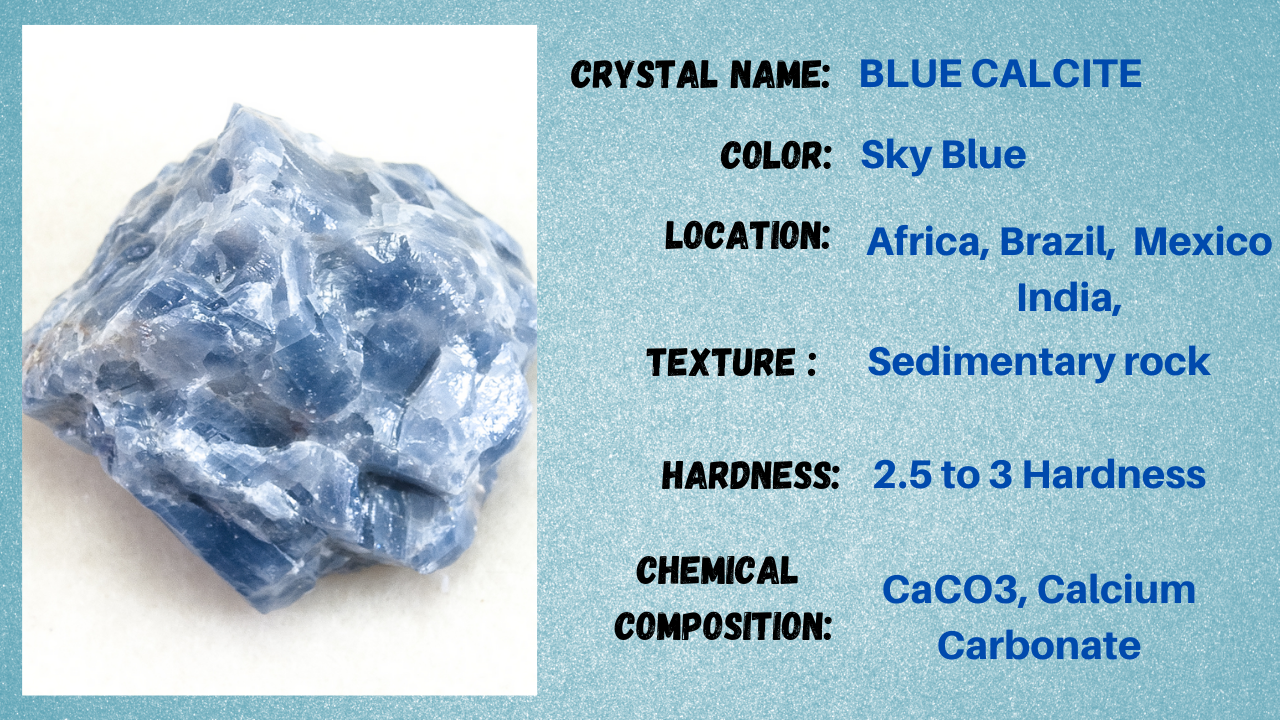 CRYSTAL NAME: BLUE CALCITE
COLOR: Sky Blue
LOCATION: Africa, Brazil, Mexico
India,
TEXTURE : Sedimentary rock
HARDNESS: 2.5 to 3 Hardness
CHEMICAL
COMPOSITION:
CaCO3, Calcium
Carbonate